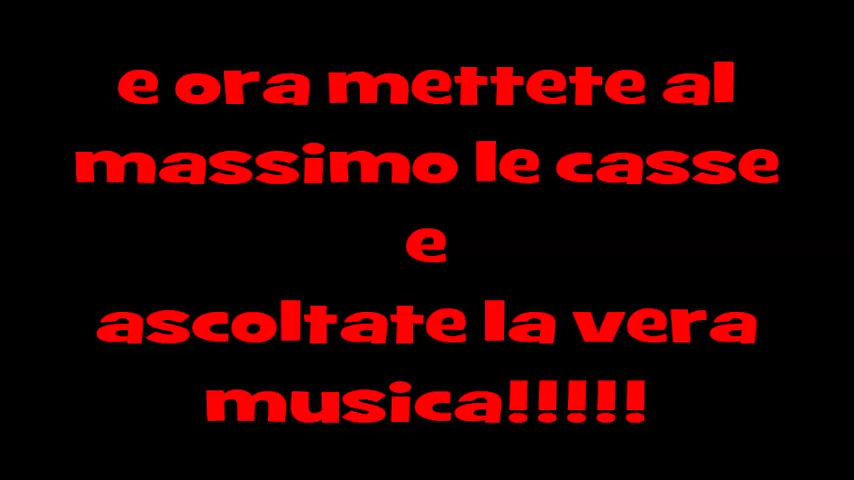 e ora mettete al
massimo le casse
e
ascoltate la vera
musica!!!!!